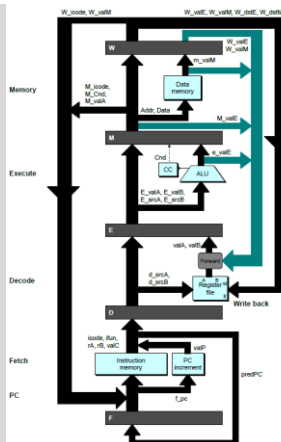 W_icode, W_valM
W_valE, W_valM, W_dstE, W_dstM
W
W_valE
W_valM
m_valM
Memory
M_icode,
M_Cnd,
M_valA
Data
memory
Addr, Data
M_valE
M
e_valE
Cnd
CC
ALU
Execute
E_valA, E_valB,
E_srcA, E_srcB
E
valA, valB
Forward
Decode
d_srcA,
d_srcB
A B
M
Register
file
E
Write back
D
icode, ifun,
rA, rB, valC
valP
predPC
Fetch
Instruction
memory
PC
increment
PC
f_pc
F